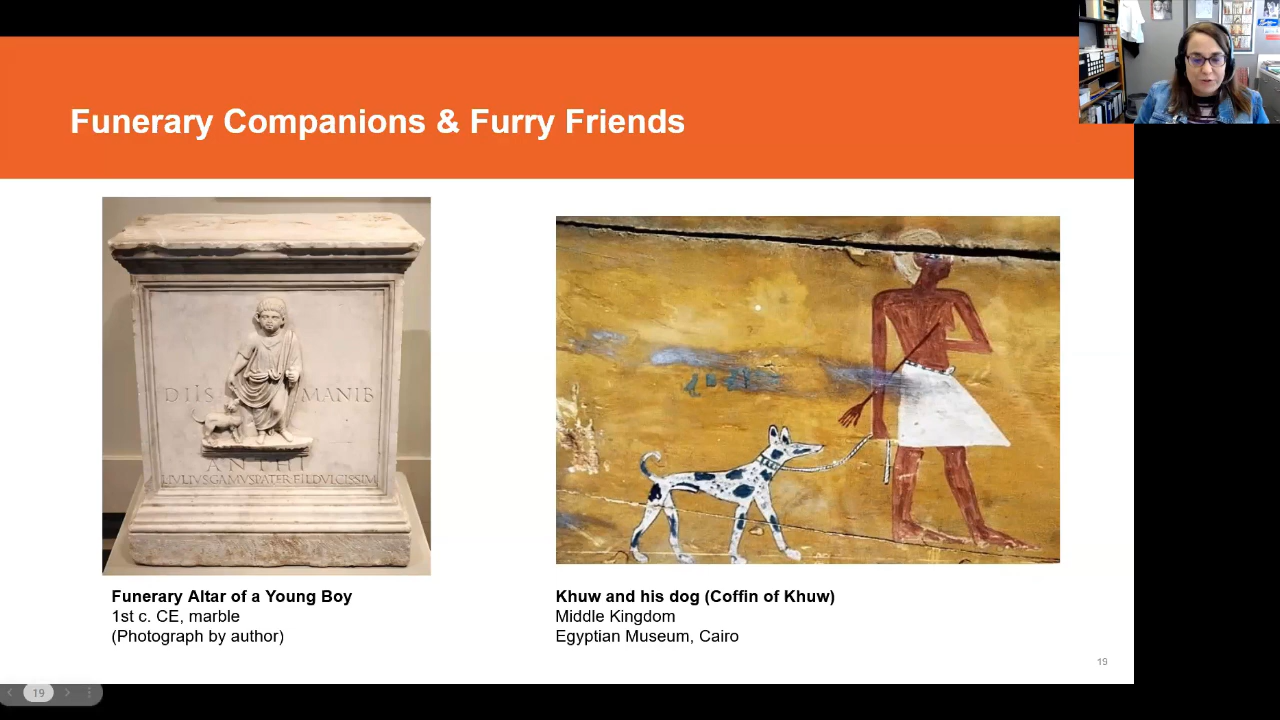 Funerary Companions & Furry Friends
DIIS MANIB
ANTHI
L IVLIVS GAMVS PATER FIL DVLCISSIM
Funerary Altar of a Young Boy
1st c. CE, marble
(Photograph by author)
Khuw and his dog (Coffin of Khuw)
Middle Kingdom
Egyptian Museum, Cairo
19
19